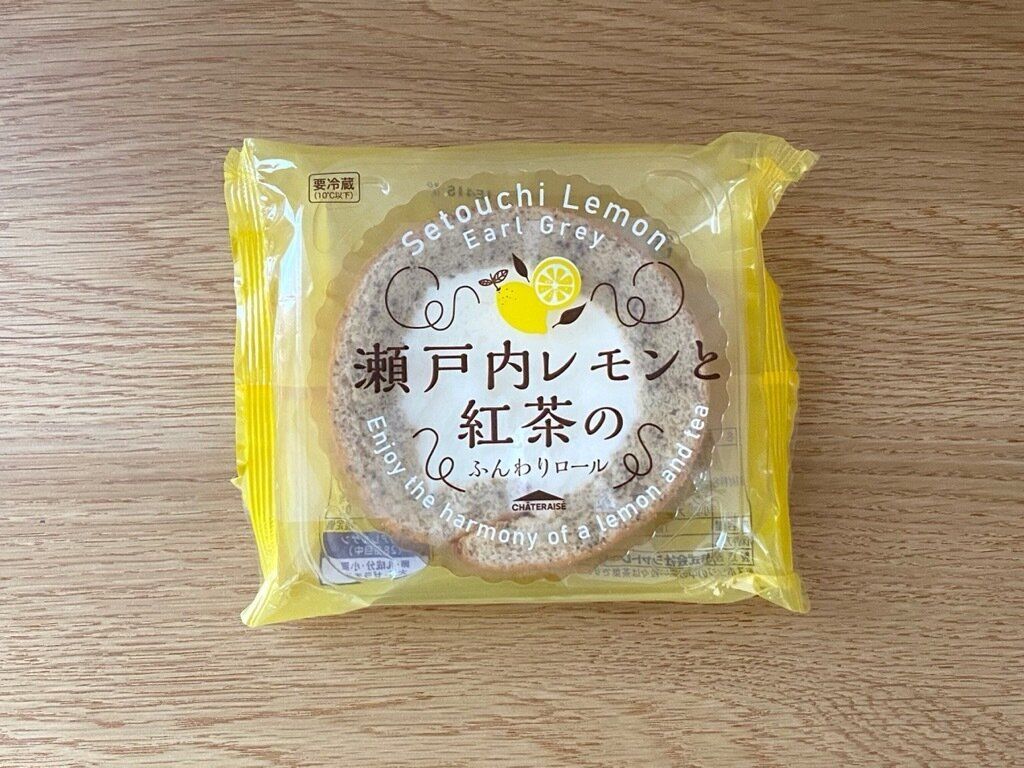 要冷蔵
(10℃以下)
Setouchi Lemon
Earl Grey
瀬戸内レモンと
紅茶の
ふんわりロール
CHÂTERAISÉ
Enjoy the harmony of a lemon and tea